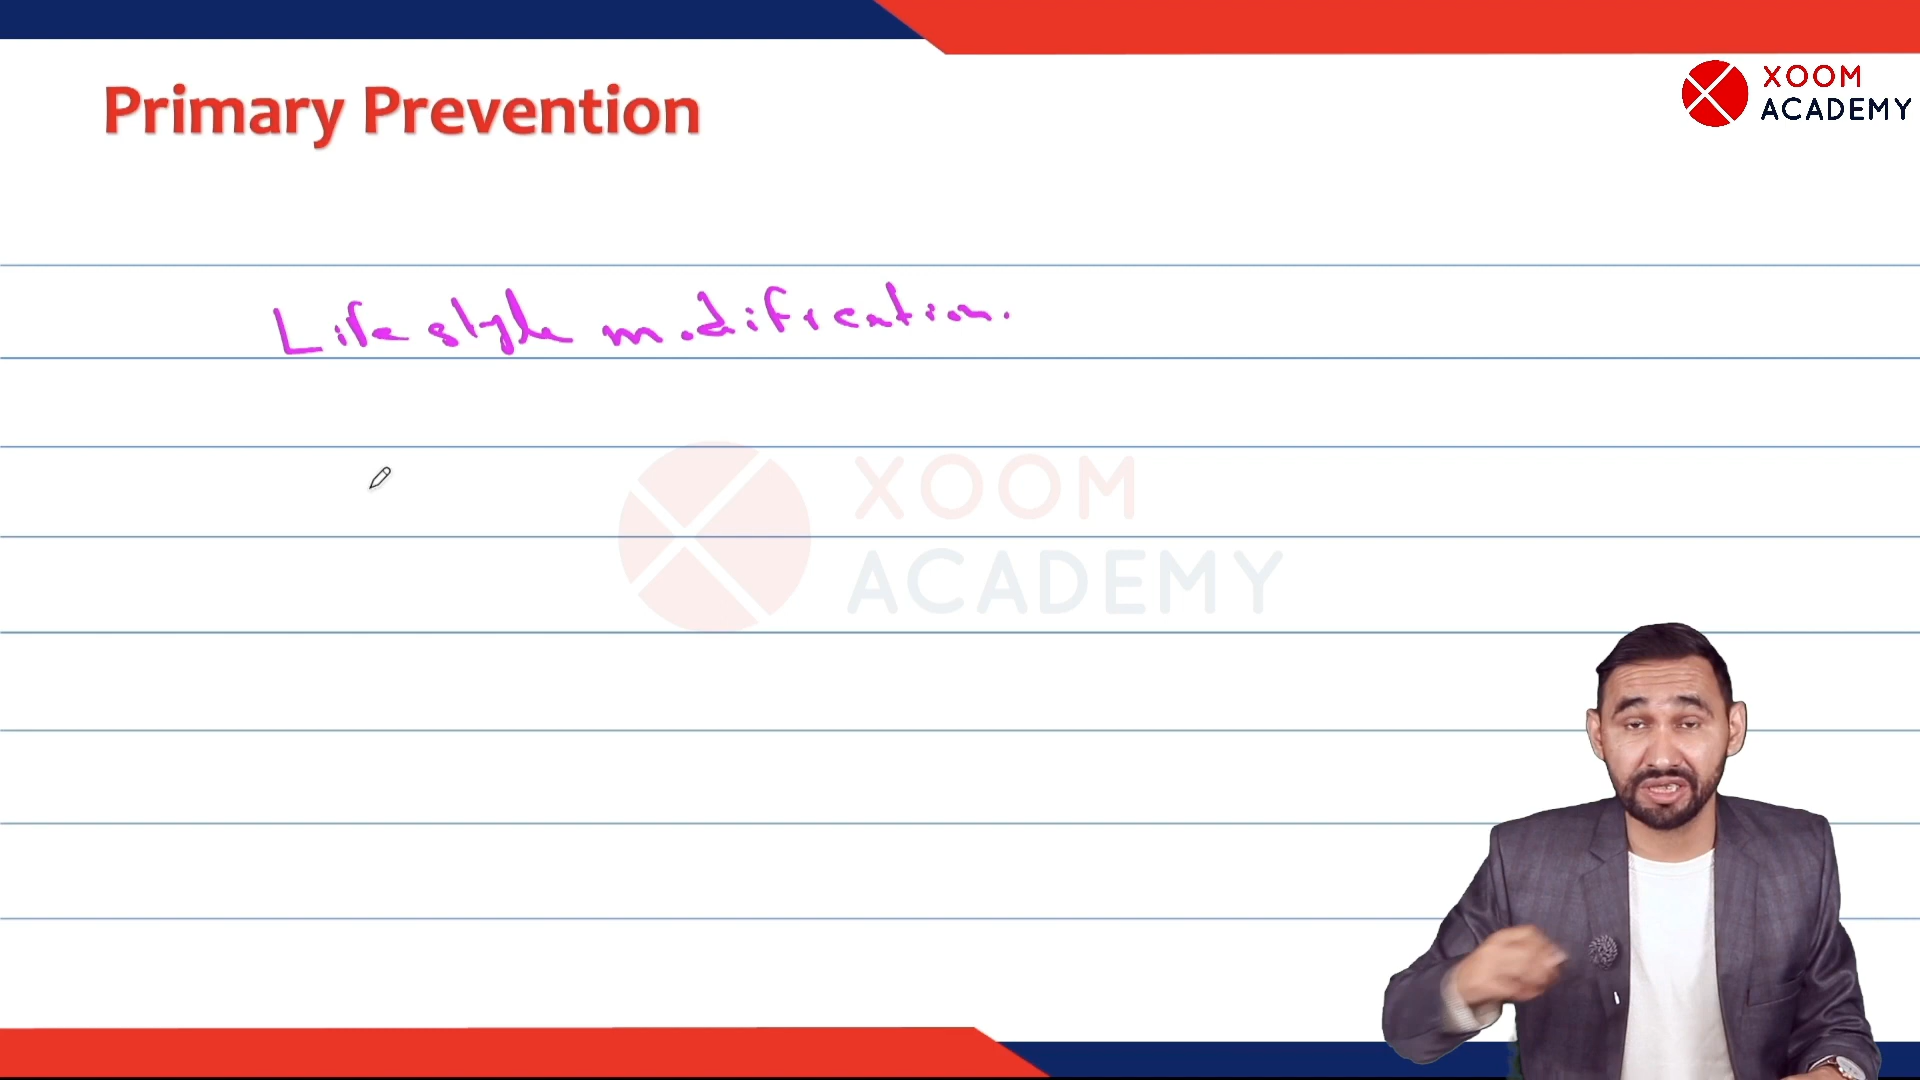 Primary Prevention
XOOM
ACADEMY
Life style modification.
XOOM
ACADEMY